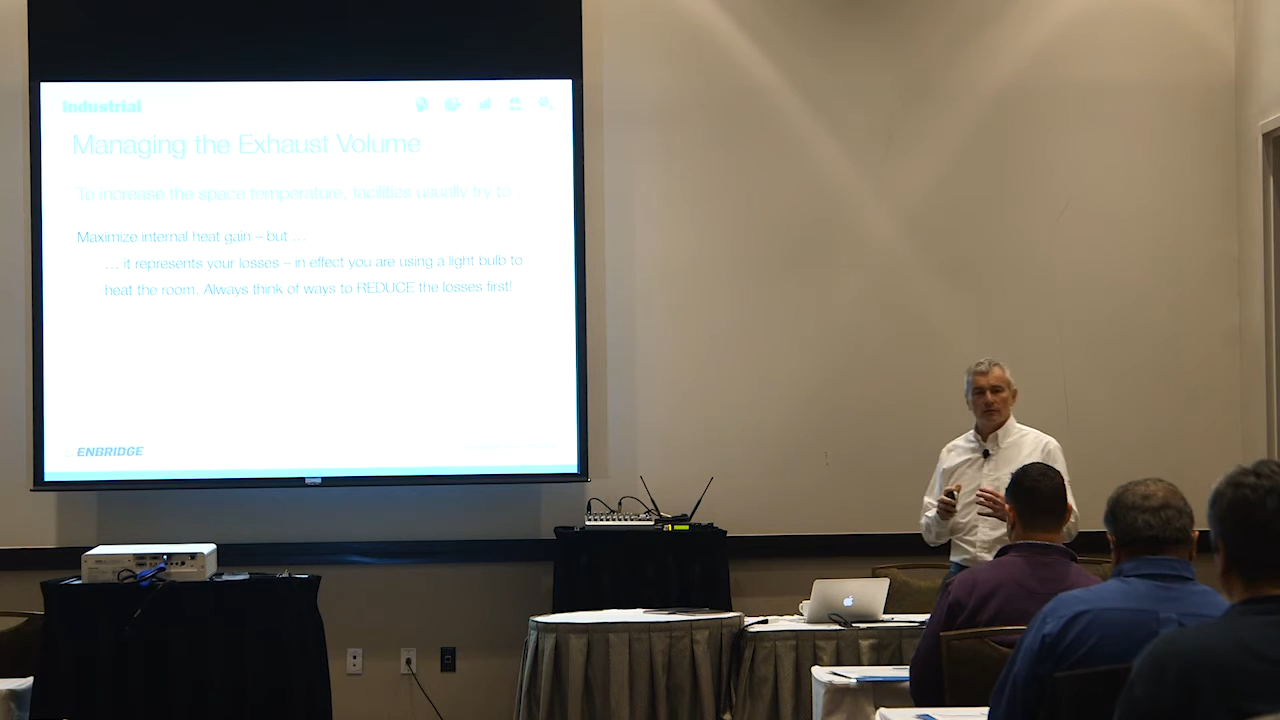 Industrial
Managing the Exhaust Volume
To increase the space temperature, facilities usually try to
Maximize internal heat gain – but …
… it represents your losses – in effect you are using a light bulb to
heat the room. Always think of ways to REDUCE the losses first!
ENBRIDGE